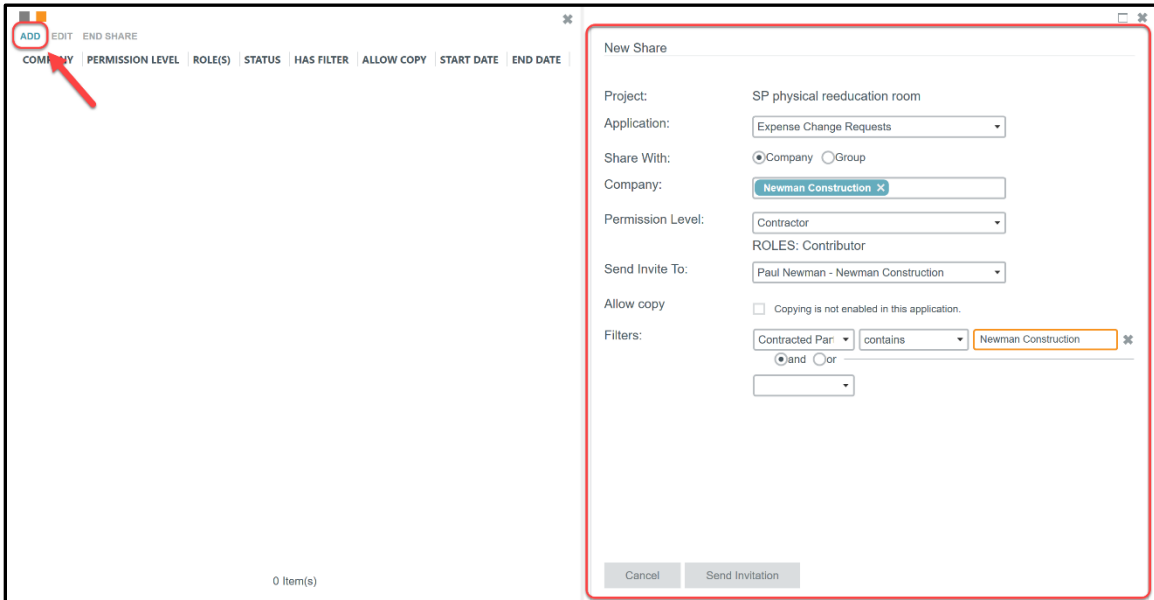 ADD EDIT END SHARE
COMPANY PERMISSION LEVEL ROLE(S) STATUS HAS FILTER ALLOW COPY START DATE END DATE
0 Item(s)
New Share
Project: SP physical reeducation room
Application: Expense Change Requests
Share With: Company Group
Company: Newman Construction
Permission Level: Contractor
ROLES: Contributor
Send Invite To: Paul Newman - Newman Construction
Allow copy Copying is not enabled in this application.
Filters: Contracted Par contains Newman Construction
and or
Cancel Send Invitation